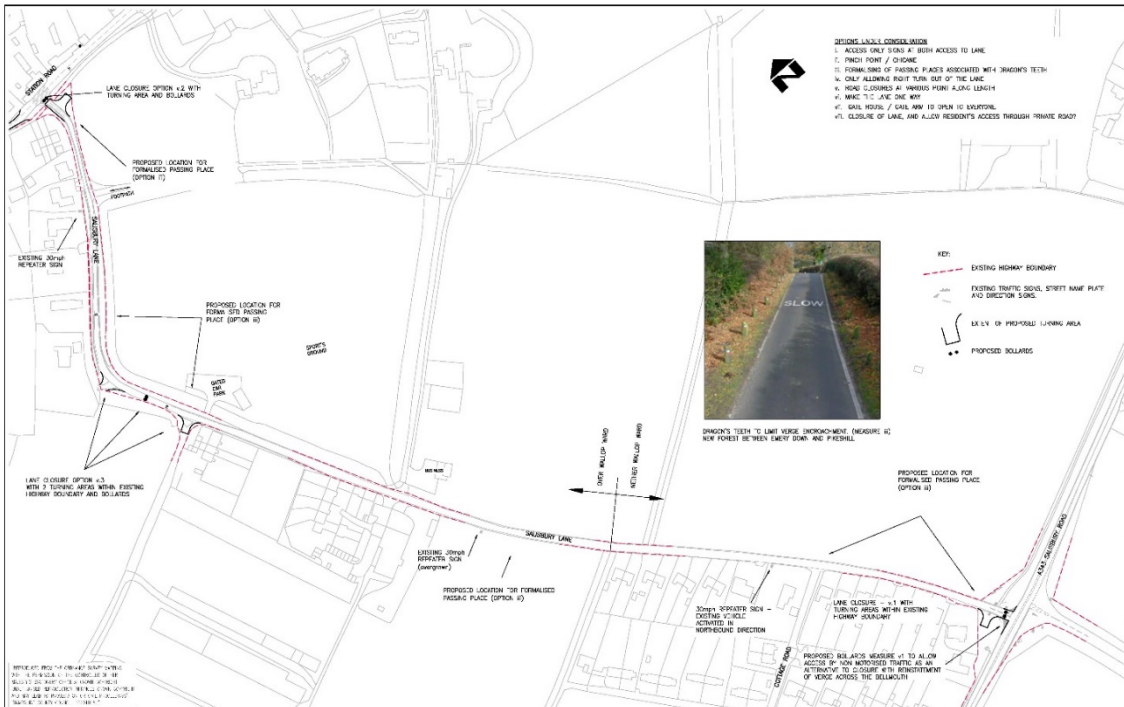 OPTIONS UNDER CONSIDERATION
ACCESS ONLY SIGNS AT BOTH ACCESS TO LANE
PINCH POINT / CHICANE
FORMALISING OF PASSING PLACES ASSOCIATED WITH DRAGON'S TEETH
ONLY ALLOWING RIGHT TURN OUT OF THE LANE
ROAD CLOSURES AT VARIOUS POINT ALONG LENGTH
MAKE THE LANE ONE WAY
GATE HOUSE / GATE ARM TO OPEN TO EVERYONE
CLOSURE OF LANE, AND ALLOW RESIDENT'S ACCESS THROUGH PRIVATE ROAD?
STATION ROAD
LANE CLOSURE OPTION v.2 WITH
TURNING AREA AND BOLLARDS
PROPOSED LOCATION FOR
FORMALISED PASSING PLACE
FOOTPATH
SALISBURY LANE
EXISTING 30mph
REPEATER SIGN
PROPOSED LOCATION FOR
PASSING
PLACE (OPTION iii)
SPORT'S
GROUND
GATED
CAR
PARK
LANE CLOSURE OPTION v.3
WITH 2 TURNING AREAS WITHIN EXISTING
HIGHWAY BOUNDARY AND BOLLARDS
OVER WALLOP WARD
NETHER WALLOP WARD
SLOW
DRAGON'S TEETH TO LIMIT VERGE ENCROACHMENT. (MEASURE iii)
NEW FOREST BETWEEN EMERY DOWN AND PIKESHILL
KEY:
EXISTING HIGHWAY BOUNDARY
EXISTING TRAFFIC SIGNS, STREET NAME PLATE
AND DIRECTION SIGNS.
EXTENT OF PROPOSED TURNING AREA
PROPOSED BOLLARDS
SALISBURY LANE
EXISTING 30mph
REPEATER SIGN
(overgrown)
PROPOSED LOCATION FOR FORMALISED
PASSING PLACE (OPTION iii)
30mph REPEATER SIGN -
EXISTING VEHICLE
ACTIVATED IN
NORTHBOUND DIRECTION
COTTAGE ROAD
PROPOSED LOCATION FOR
FORMALISED PASSING PLACE
(OPTION iii)
A343 SALISBURY ROAD
LANE CLOSURE - v.1 WITH
TURNING AREAS WITHIN EXISTING
HIGHWAY BOUNDARY
PROPOSED BOLLARDS MEASURE v.1 TO ALLOW
ACCESS BY NON MOTORISED TRAFFIC AS AN
ALTERNATIVE TO CLOSURE WITH REINSTATEMENT
OF VERGE ACROSS THE BELLMOUTH